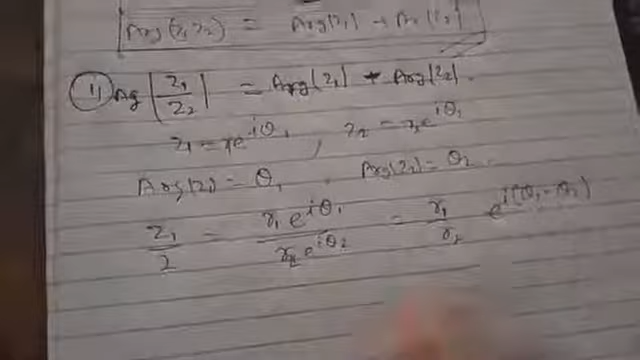 Arg(z₁z₂) = Arg(z₁) + Arg(z₂)
ii) Arg(z₁/z₂) = Arg(z₁) - Arg(z₂).
z₁ = r₁e^iθ₁ , z₂ = r₂e^iθ₂
Arg(z₁) = θ₁ , Arg(z₂) = θ₂.
z₁/2 = r₁e^iθ₁/r₂e^iθ₂ = r₁/r₂ e^i(θ₁-θ₂)